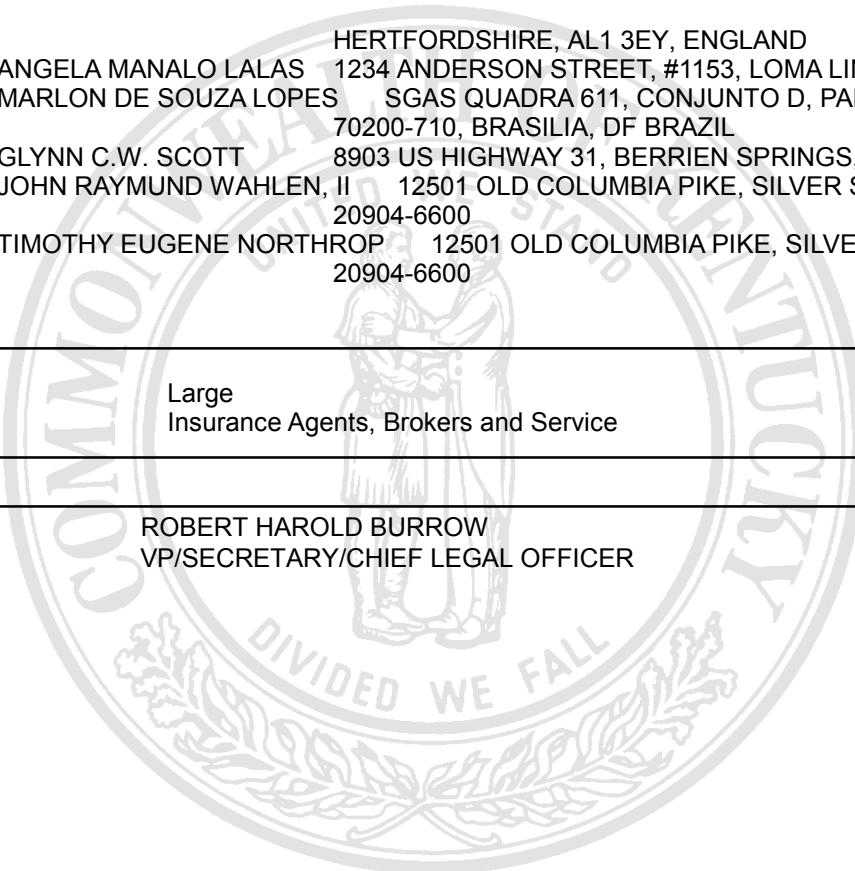 HERTFORDSHIRE, AL1 3EY, ENGLAND
ANGELA MANALO LALAS 1234 ANDERSON STREET, #1153, LOMA
MARLON DE SOUZA LOPES SGAS QUADRA 611, CONJUNTO D,
70200-710, BRASILIA, DF BRAZIL
GLYNN C.W. SCOTT 8903 US HIGHWAY 31, BERRIEN SPRINGS,
JOHN RAYMUND WAHLEN, II 12501 OLD COLUMBIA PIKE, SILVER
20904-6600
TIMOTHY EUGENE NORTHROP 12501 OLD COLUMBIA PIKE,
20904-6600
Large
Insurance Agents, Brokers and Service
ROBERT HAROLD BURROW
VP/SECRETARY/CHIEF LEGAL OFFICER
COMMONWEALTH OF KENTUCKY
UNITED WE STAND
DIVIDED WE FALL